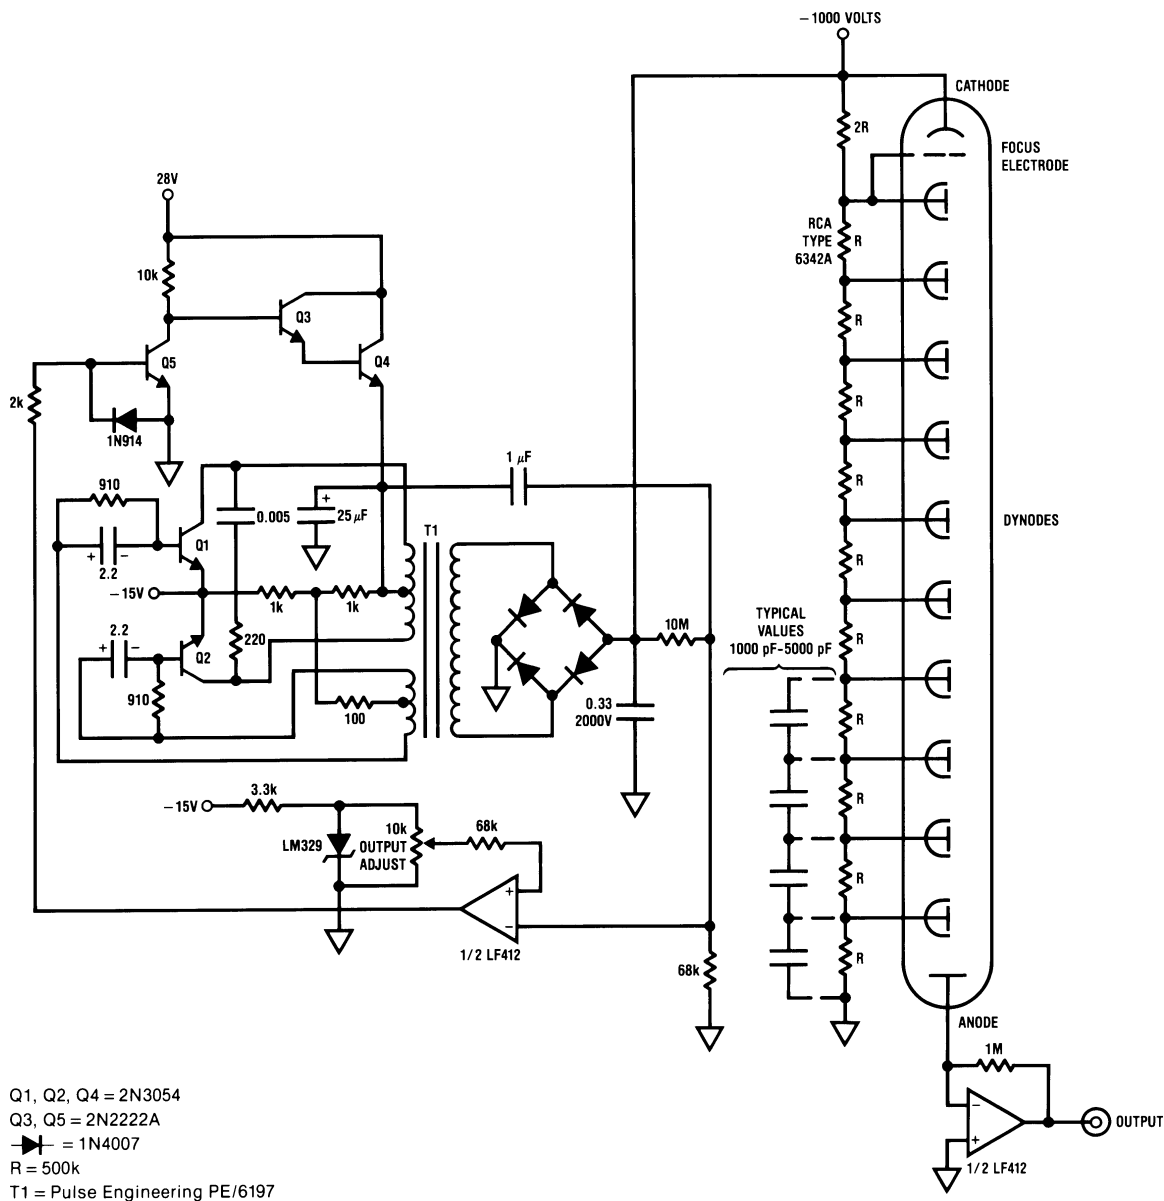 – 1000 VOLTS
CATHODE
2R
FOCUS
ELECTRODE
28V
RCA
TYPE
6342A
R
10k
Q3
R
Q5
Q4
2k
R
1N914
1 µF
R
910
+
0.005
25 µF
T1
DYNODES
Q1
+
–
2.2
R
– 15V
1k
1k
TYPICAL
VALUES
1000 pF-5000 pF
2.2
10M
+
–
220
R
Q2
910
100
0.33
2000V
R
– 15V
3.3k
R
10k
OUTPUT
ADJUST
68k
LM329
R
+
–
1/2 LF412
68k
R
ANODE
1M
Q1, Q2, Q4 = 2N3054
Q3, Q5 = 2N2222A
= 1N4007
R = 500k
T1 = Pulse Engineering PE/6197
–
+
OUTPUT
1/2 LF412